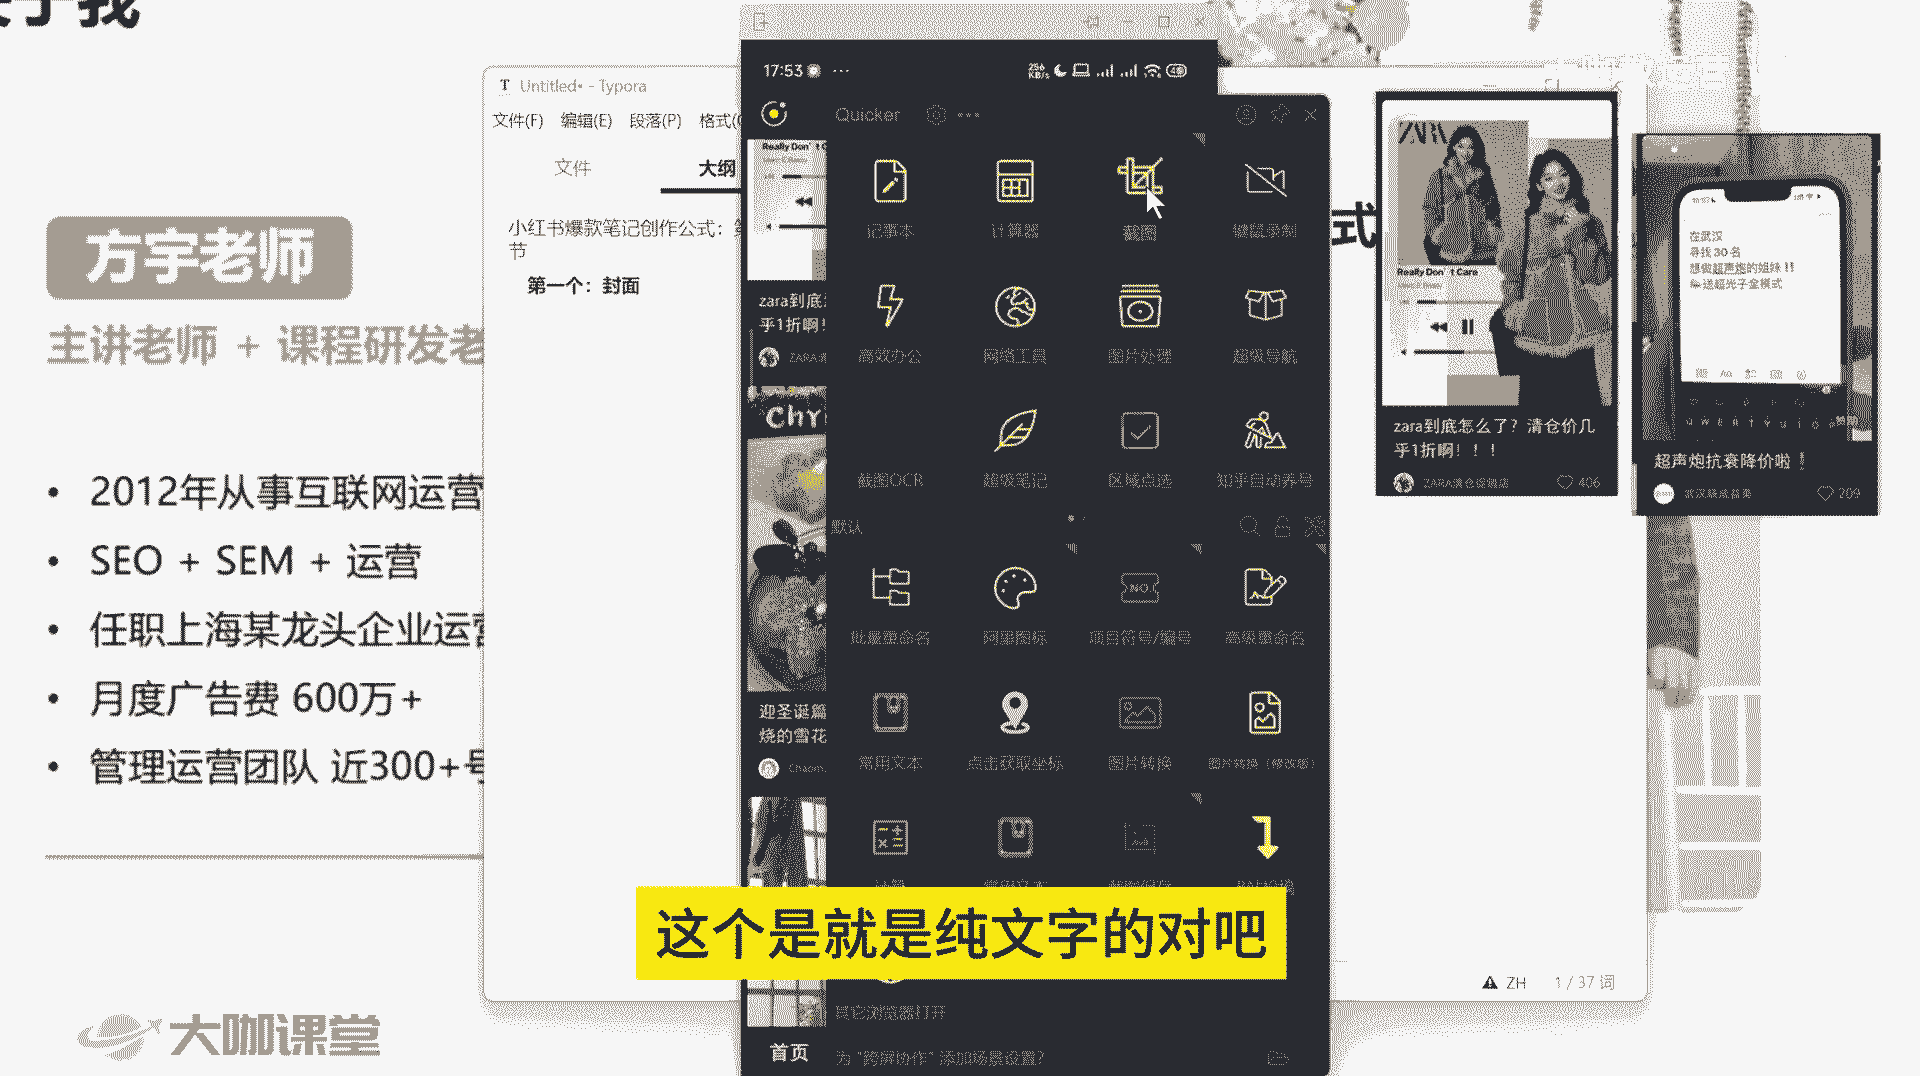 方宇老师
主讲老师 + 课程研发老
• 2012年从事互联网运营
• SEO + SEM + 运营
任职上海某龙头企业运营
• 月度广告费 600万+
• 管理运营团队 近300+号
大咖课堂
Untitled• - Typora
文件(F) 编辑(E) 段落(P) 格式(
文件
大纲
小红书爆款笔记创作公式：
节
第一个：封面
17:53
256 KB/s
Quicker
Really Don't C
记事本
计算器
截图
键鼠录制
zara到底
乎1折啊！
高效办公
网络工具
图片处理
超级导航
截图OCR
超级笔记
区域点选
知乎自动养号
默认
NO.
批量重命名
阿里图标
项目符号/编号
高级重命名
迎圣诞篇
烧的雪花
常用文本
点击获取坐标
图片转换
图片转换（修改版）
这个是就是纯文字的对吧
其它浏览器打开
首页
为 "跨屏协作" 添加场景设置?
式
ZARA
Really Don't Care
zara到底怎么了？清仓价几
乎1折啊！！！
ZARA清仓促销店
406
在武汉
寻找 30 名
想做超声炮的姐妹 !!
送超光子全模式
超声炮抗衰降价啦！
209
ZH
1 / 37 词